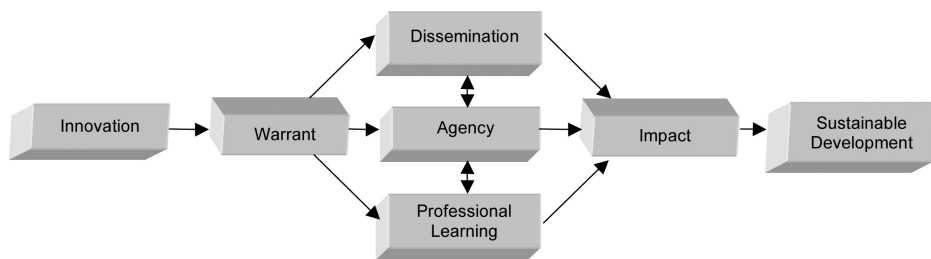 Dissemination
Innovation
Warrant
Agency
Impact
Sustainable
Development
Professional
Learning